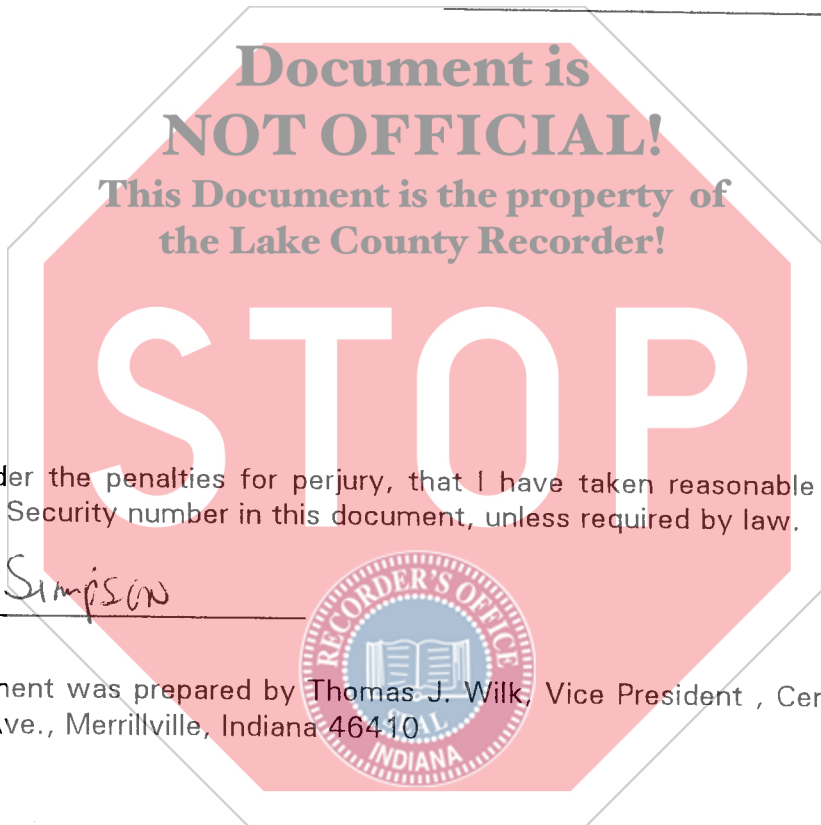 Document is
NOT OFFICIAL!
This Document is the property of
the Lake County Recorder!
STOP
der the penalties for perjury, that I have taken reasonable
Security number in this document, unless required by law.
Simpson
nent was prepared by Thomas J. Wilk, Vice President , Cer
Ave., Merrillville, Indiana 46410
RECORDER'S OFFICE
SEAL
INDIANA